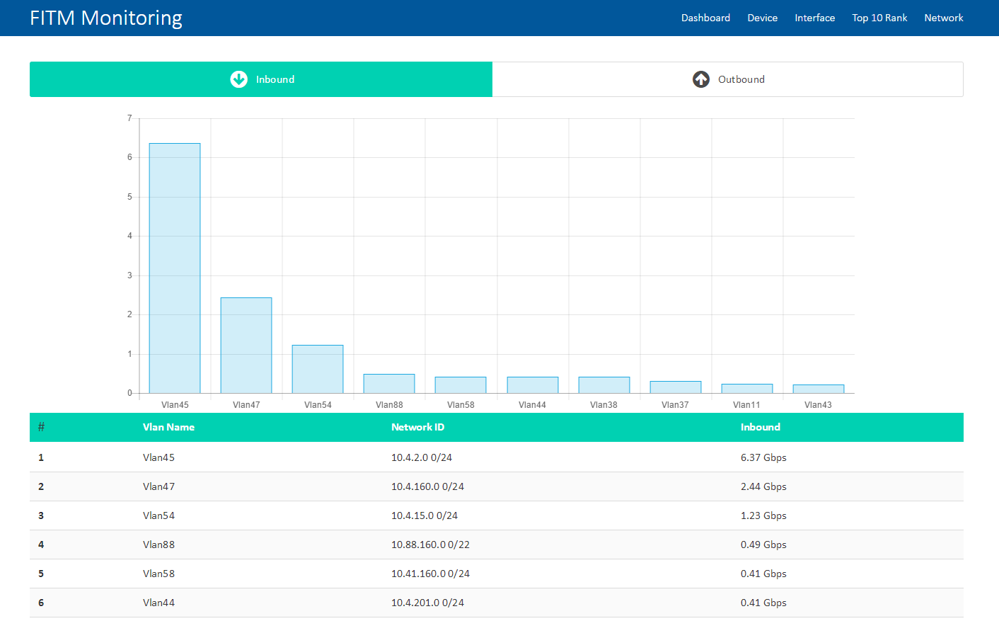 FITM Monitoring
Dashboard Device Interface Top 10 Rank Network
Inbound Outbound
7
6
5
4
3
2
1
0
Vlan45 Vlan47 Vlan54 Vlan88 Vlan58 Vlan44 Vlan38 Vlan37 Vlan11 Vlan43
# Vlan Name Network ID Inbound
1 Vlan45 10.4.2.0 0/24 6.37 Gbps
2 Vlan47 10.4.160.0 0/24 2.44 Gbps
3 Vlan54 10.4.15.0 0/24 1.23 Gbps
4 Vlan88 10.88.160.0 0/22 0.49 Gbps
5 Vlan58 10.41.160.0 0/24 0.41 Gbps
6 Vlan44 10.4.201.0 0/24 0.41 Gbps